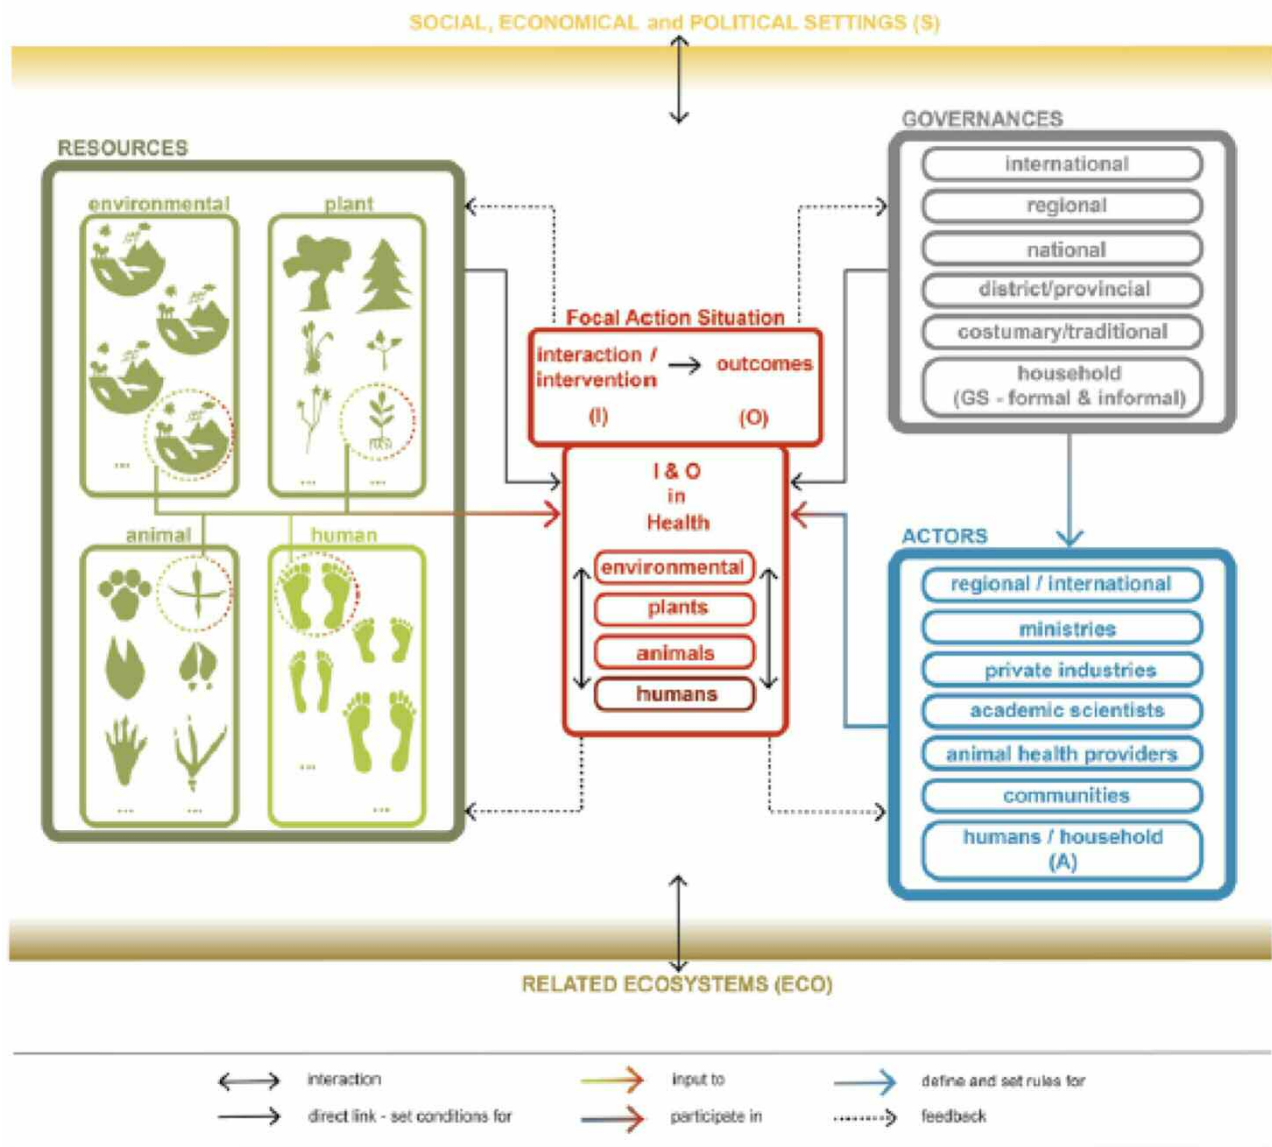 SOCIAL, ECONOMICAL and POLITICAL SETTINGS (S)
RESOURCES
environmental
plant
...
...
...
animal
human
...
...
...
...
Focal Action Situation
interaction /
intervention
outcomes
(I)
(O)
I & O
in
Health
environmental
plants
animals
humans
GOVERNANCES
international
regional
national
district/provincial
costumary/traditional
household
(GS - formal & informal)
ACTORS
regional / international
ministries
private industries
academic scientists
animal health providers
communities
humans / household
(A)
RELATED ECOSYSTEMS (ECO)
interaction
input to
define and set rules for
direct link - set conditions for
participate in
feedback